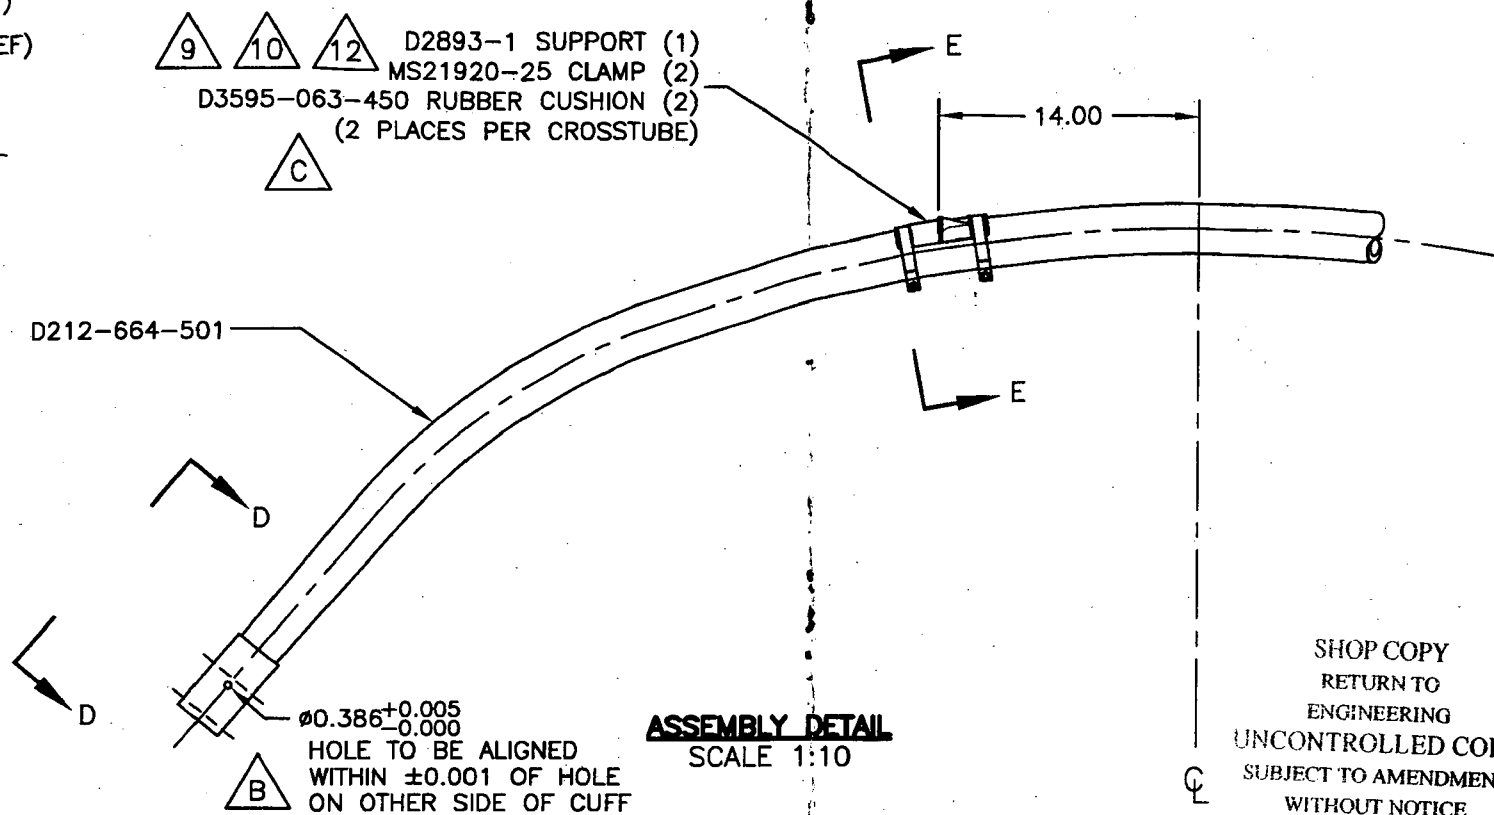 )
EF)
9 10 12
D2893-1 SUPPORT (1)
MS21920-25 CLAMP (2)
D3595-063-450 RUBBER CUSHION (2)
(2 PLACES PER CROSSTUBE)
C
E
14.00
D212-664-501
E
D
D
Ø0.386+0.005
-0.000
HOLE TO BE ALIGNED
WITHIN ±0.001 OF HOLE
ON OTHER SIDE OF CUFF
B
ASSEMBLY DETAIL
SCALE 1:10
℄
SHOP COPY
RETURN TO
ENGINEERING
UNCONTROLLED COP
SUBJECT TO AMENDMEN
WITHOUT NOTICE